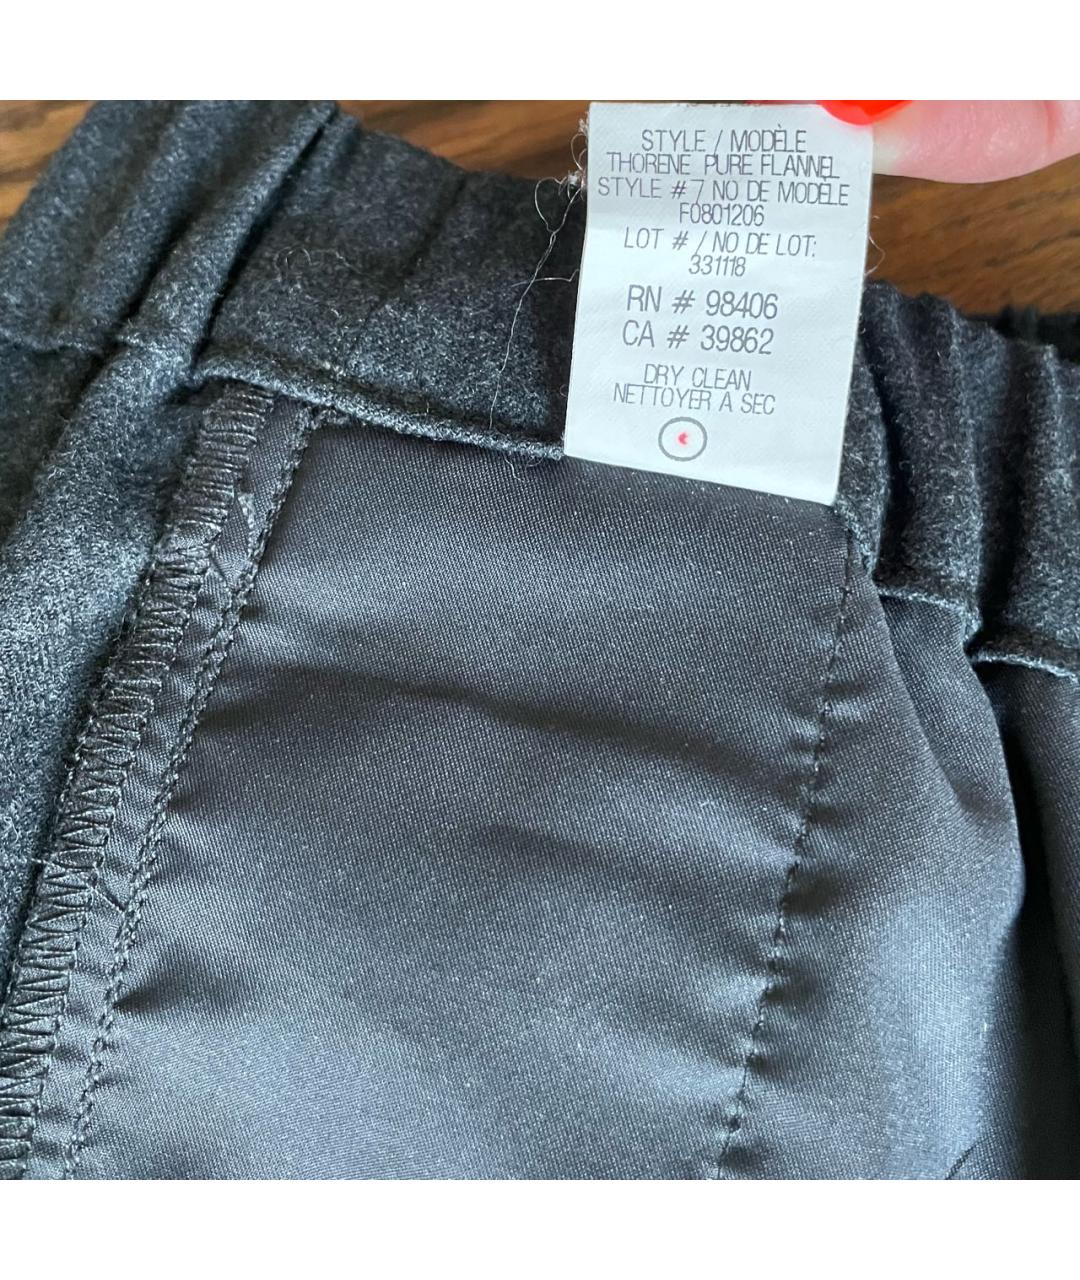 STYLE / MODÈLE
THORENE PURE FLANNEL
STYLE # / NO DE MODÈLE
F0801206
LOT # / NO DE LOT:
331118
RN # 98406
CA # 39862
DRY CLEAN
NETTOYER A SEC